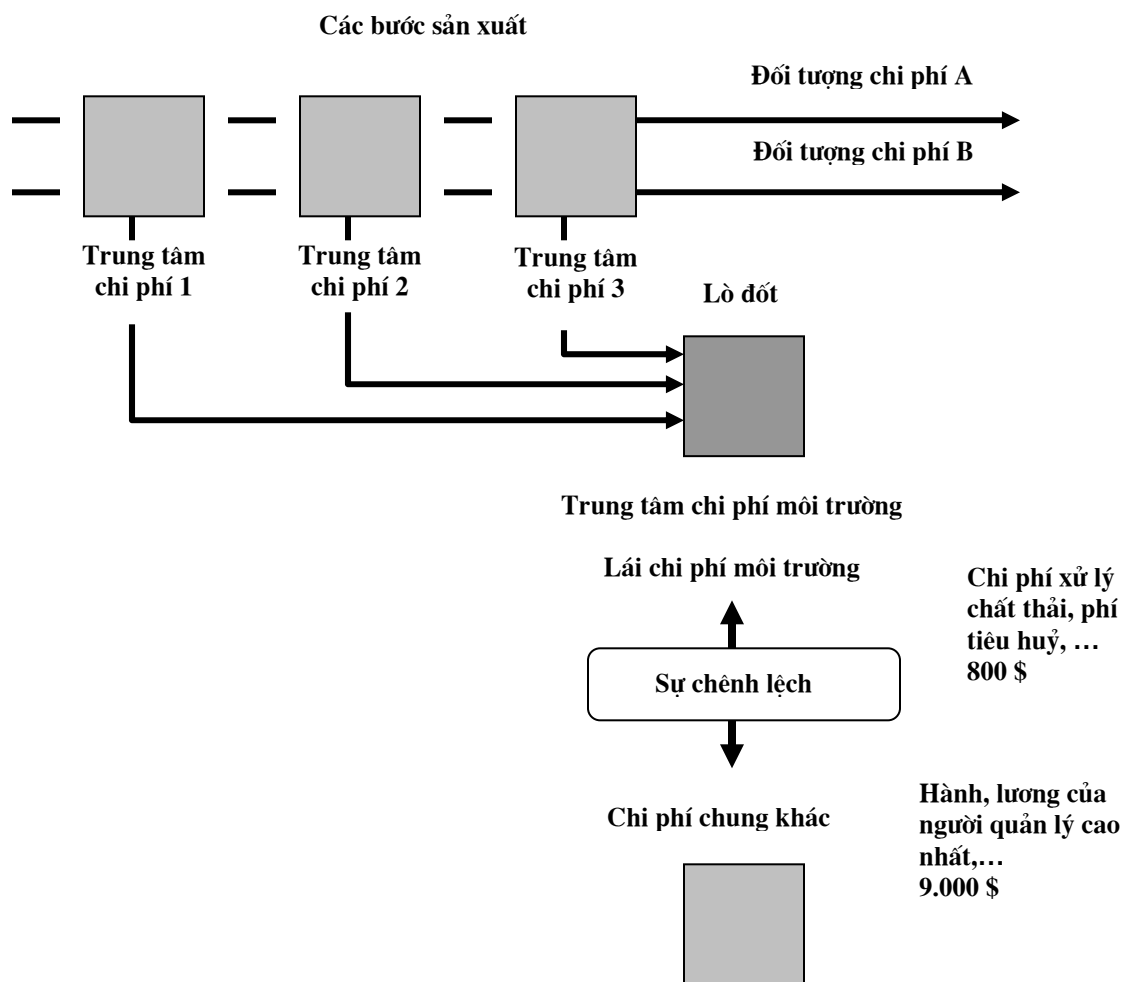 Các bước sản xuất
Đối tượng chi phí A
Đối tượng chi phí B
Trung tâm
chi phí 1
Trung tâm
chi phí 2
Trung tâm
chi phí 3
Lò đốt
Trung tâm chi phí môi trường
Lái chi phí môi trường
Chi phí xử lý
chất thải, phí
tiêu huỷ, …
800 $
Sự chênh lệch
Chi phí chung khác
Hành, lương của
người quản lý cao
nhất,…
9.000 $